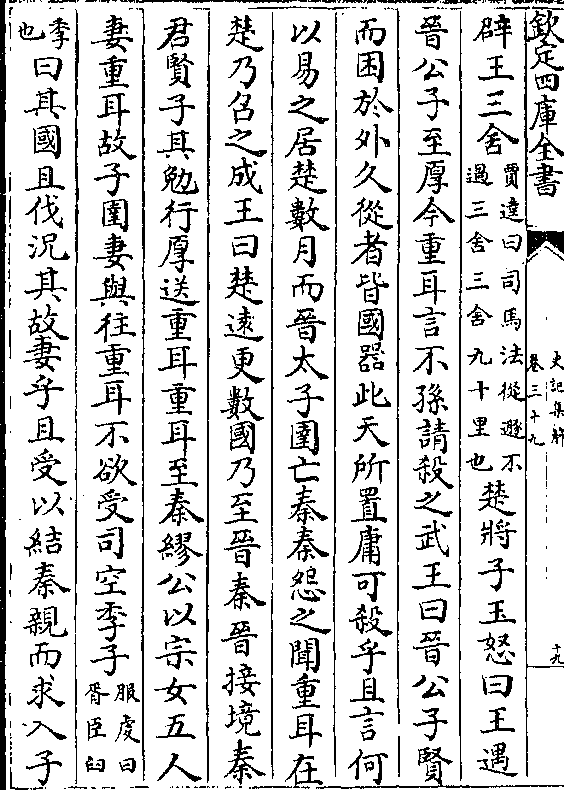 欽定四庫全書
史記集解
卷三十九
十九
辟王三舍賈逵曰司馬法從遯不過三舍三舍九十里也楚將子玉怒曰王遇
晉公子至厚今重耳言不孫請殺之武王曰晉公子賢
而困於外久從者皆國器此天所置庸可殺乎且言何
以易之居楚數月而晉太子圉亡秦秦怨之聞重耳在
楚乃召之成王曰楚遠更數國乃至晉秦晉接境秦
君賢子其勉行厚送重耳重耳至秦繆公以宗女五人
妻重耳故子圉妻與往重耳不欲受司空季子服虔曰胥臣臼
季也曰其國且伐況其故妻乎且受以結秦親而求入子